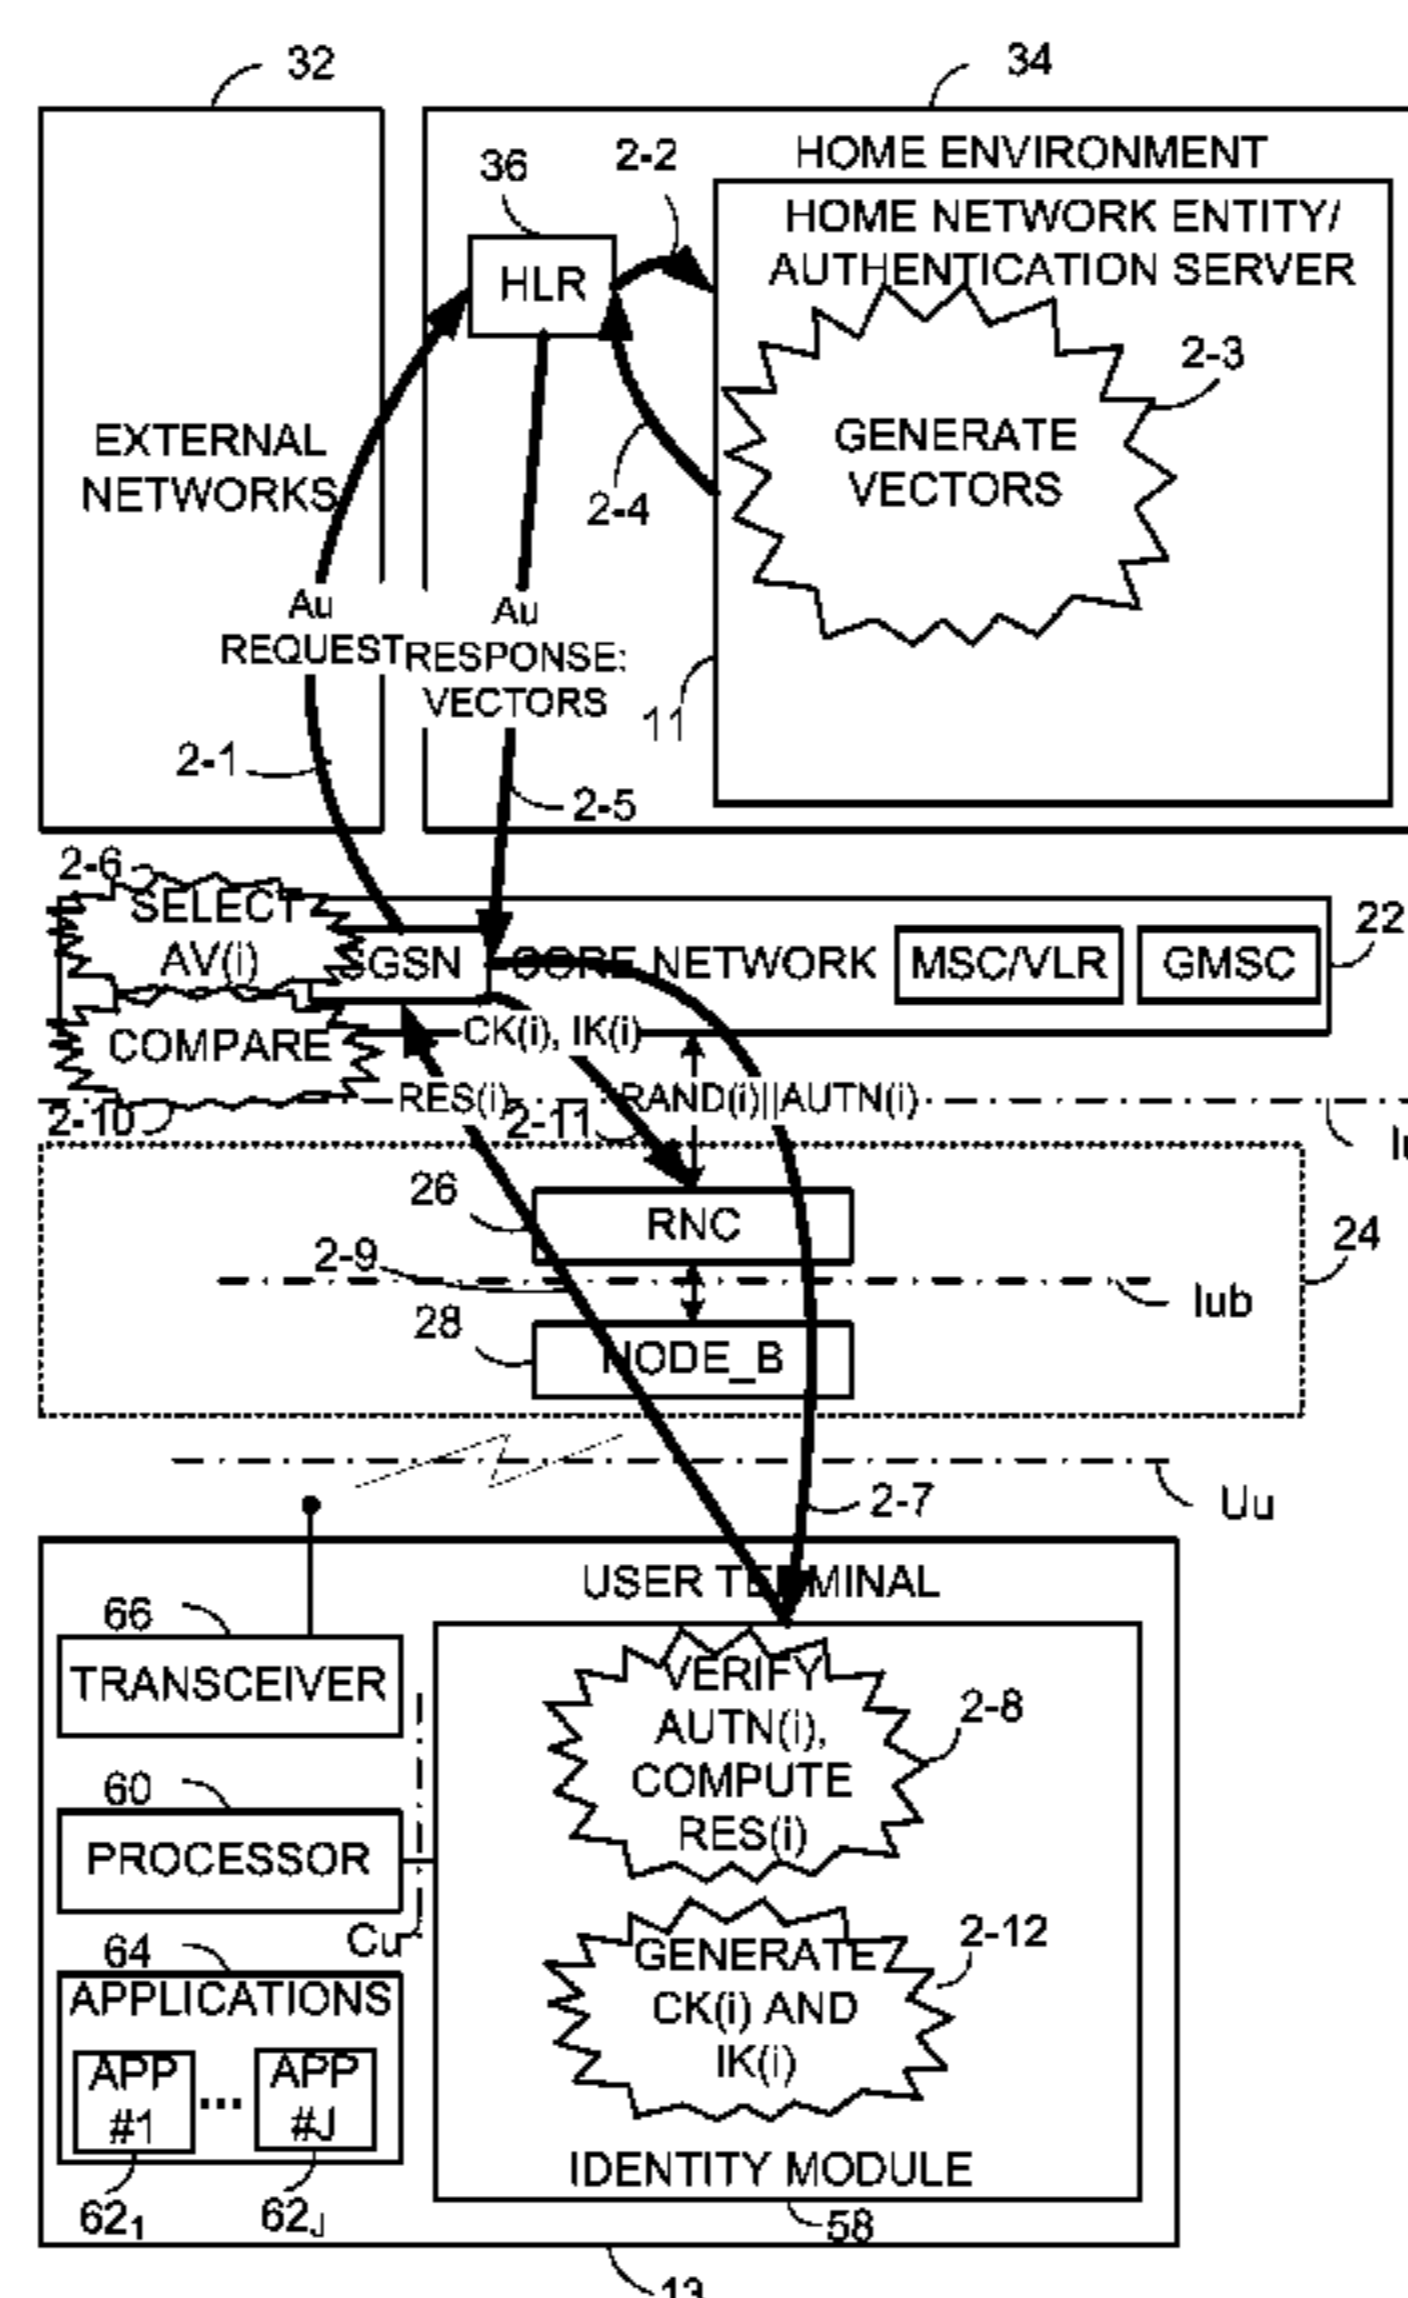 32
34
HOME ENVIRONMENT
36
2-2
HOME NETWORK ENTITY/
AUTHENTICATION SERVER
HLR
2-3
GENERATE
VECTORS
EXTERNAL
NETWORKS
2-4
Au
REQUEST
Au
RESPONSE:
VECTORS
11
2-1
2-5
2-6
SELECT
AV(i)
GSN
CORE NETWORK
MSC/VLR
GMSC
22
COMPARE
CK(i), IK(i)
RES(i)
RAND(i)||AUTN(i)
2-10
2-11
26
RNC
24
2-9
Iub
28
NODE_B
2-7
Uu
USER TERMINAL
66
TRANSCEIVER
VERIFY
AUTN(i),
COMPUTE
RES(i)
2-8
60
PROCESSOR
Cu
2-12
GENERATE
CK(i) AND
IK(i)
64
APPLICATIONS
APP
#1
...
APP
#J
IDENTITY MODULE
62₁
62J
58
13